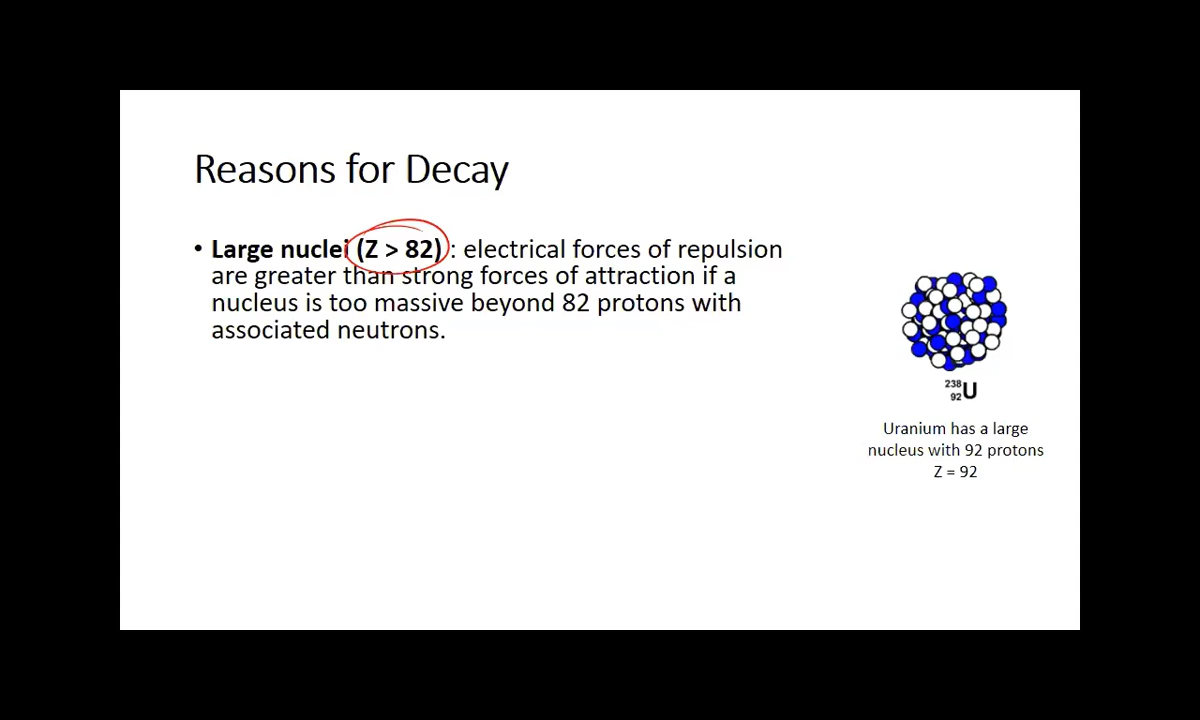 Reasons for Decay
• Large nuclei (Z > 82) : electrical forces of repulsion
are greater than strong forces of attraction if a
nucleus is too massive beyond 82 protons with
associated neutrons.
238
92 U
Uranium has a large
nucleus with 92 protons
Z = 92